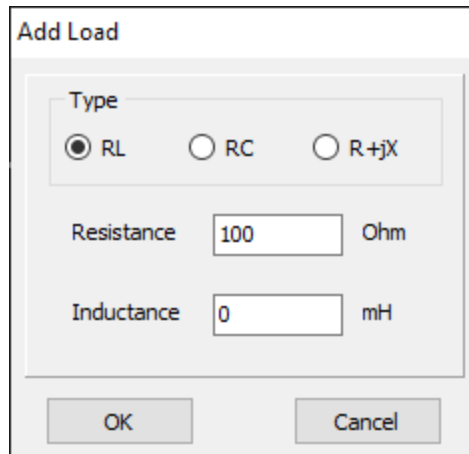 Add Load
Type
RL RC R+jX
Resistance 100 Ohm
Inductance 0 mH
OK Cancel